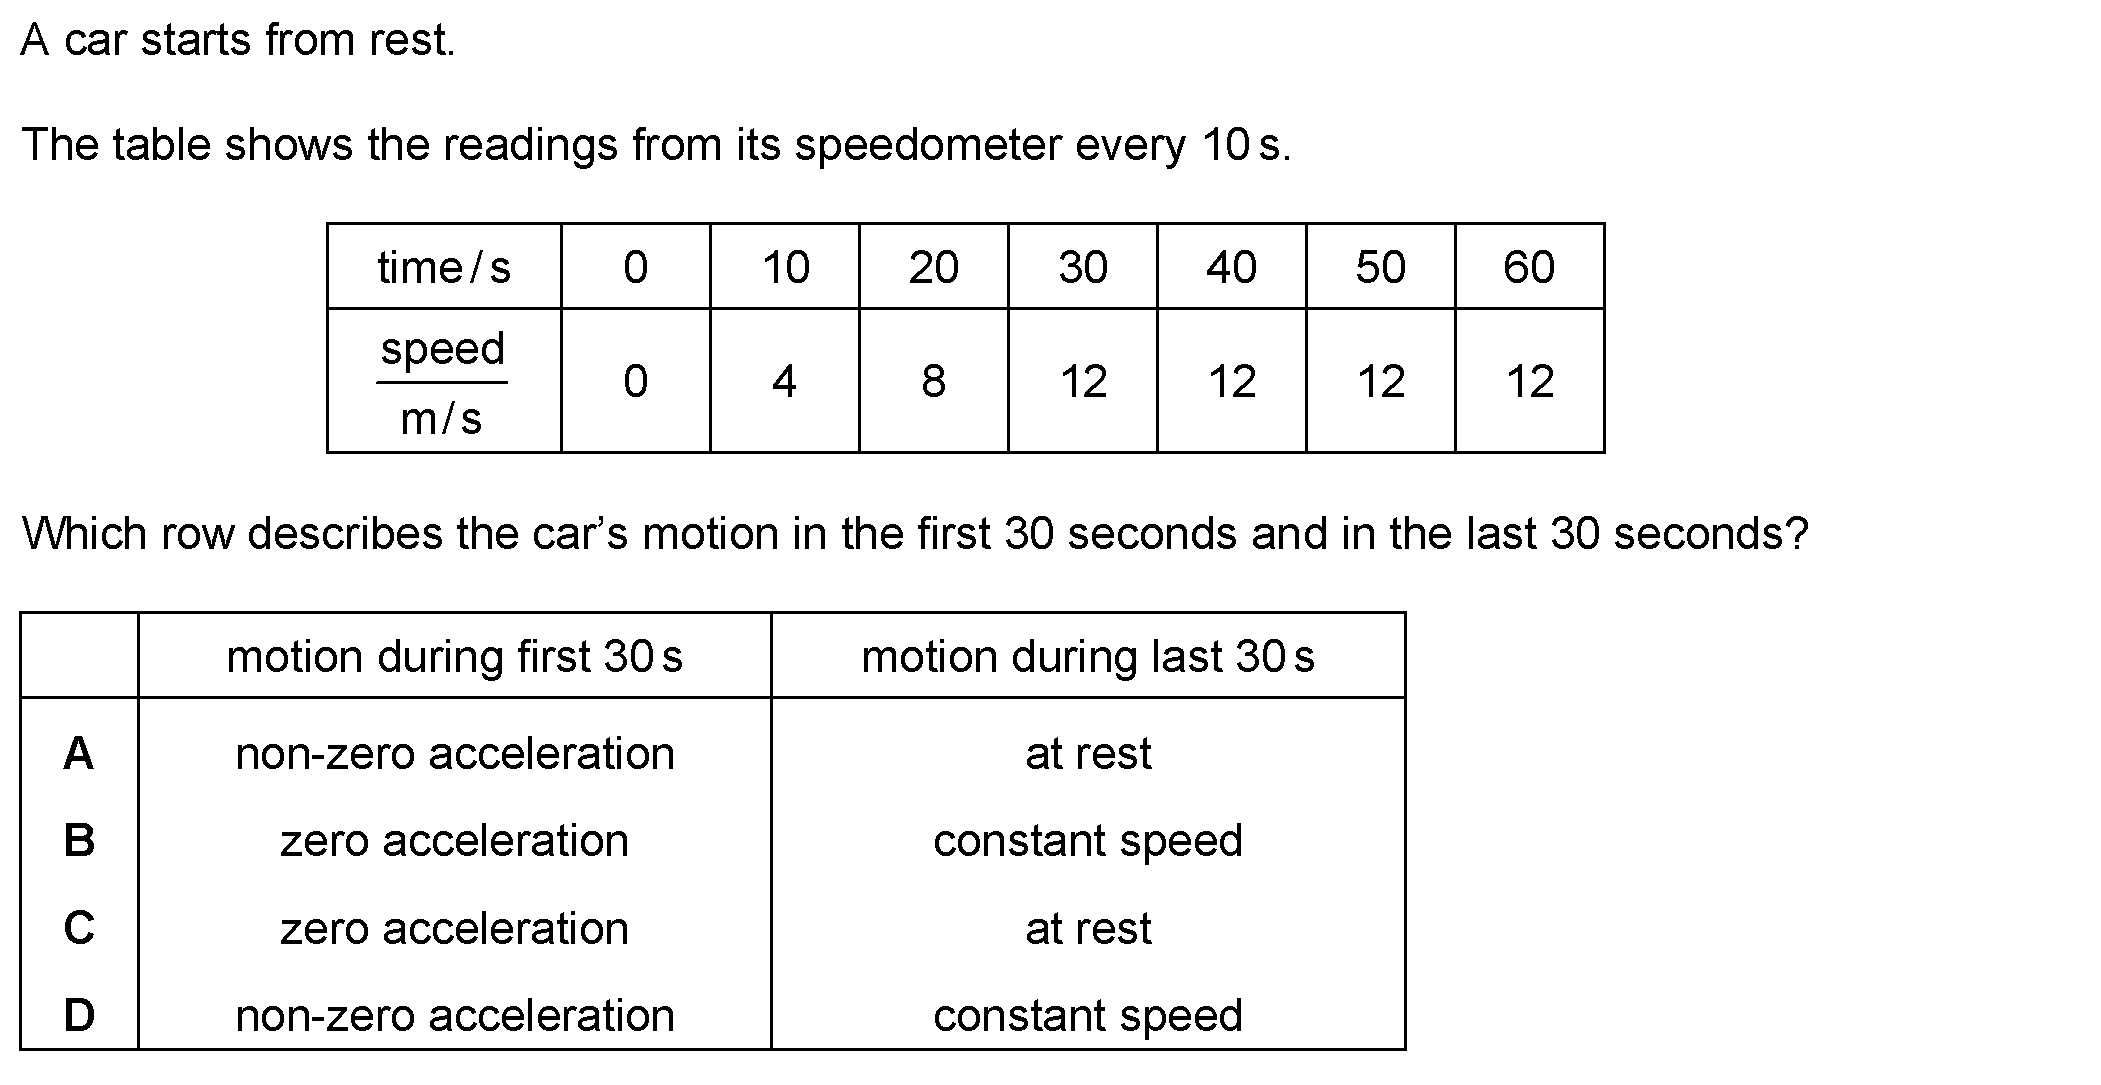 A car starts from rest.
The table shows the readings from its speedometer every 10 s.
time / s 0 10 20 30 40 50 60
speed
m / s
0 4 8 12 12 12 12
Which row describes the car’s motion in the first 30 seconds and in the last 30 seconds?
motion during first 30 s motion during last 30 s
A non-zero acceleration at rest
B zero acceleration constant speed
C zero acceleration at rest
D non-zero acceleration constant speed